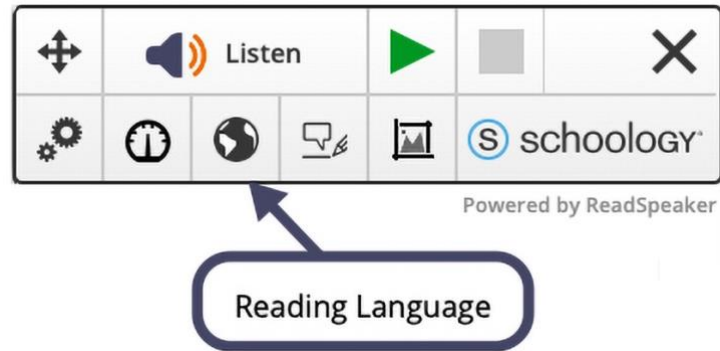 Listen
S schoology
Powered by ReadSpeaker
Reading Language